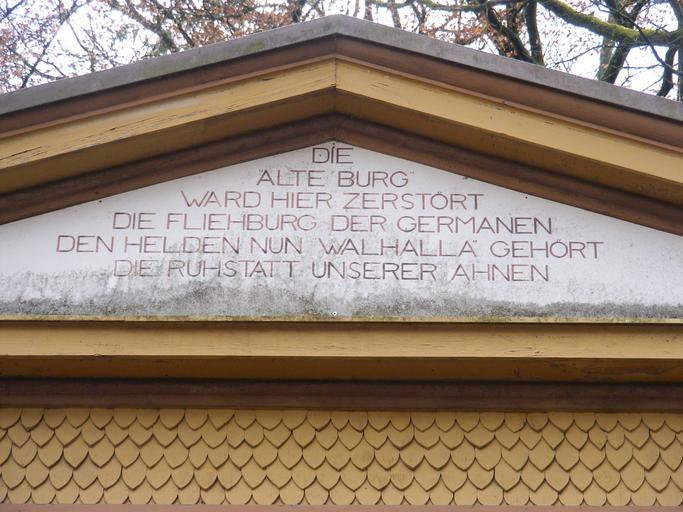 DIE
"ALTE BURG"
WARD HIER ZERSTÖRT
DIE FLIEHBURG DER GERMANEN
DEN HELDEN NUN "WALHALLA" GEHÖRT
DIE RUHSTATT UNSERER AHNEN